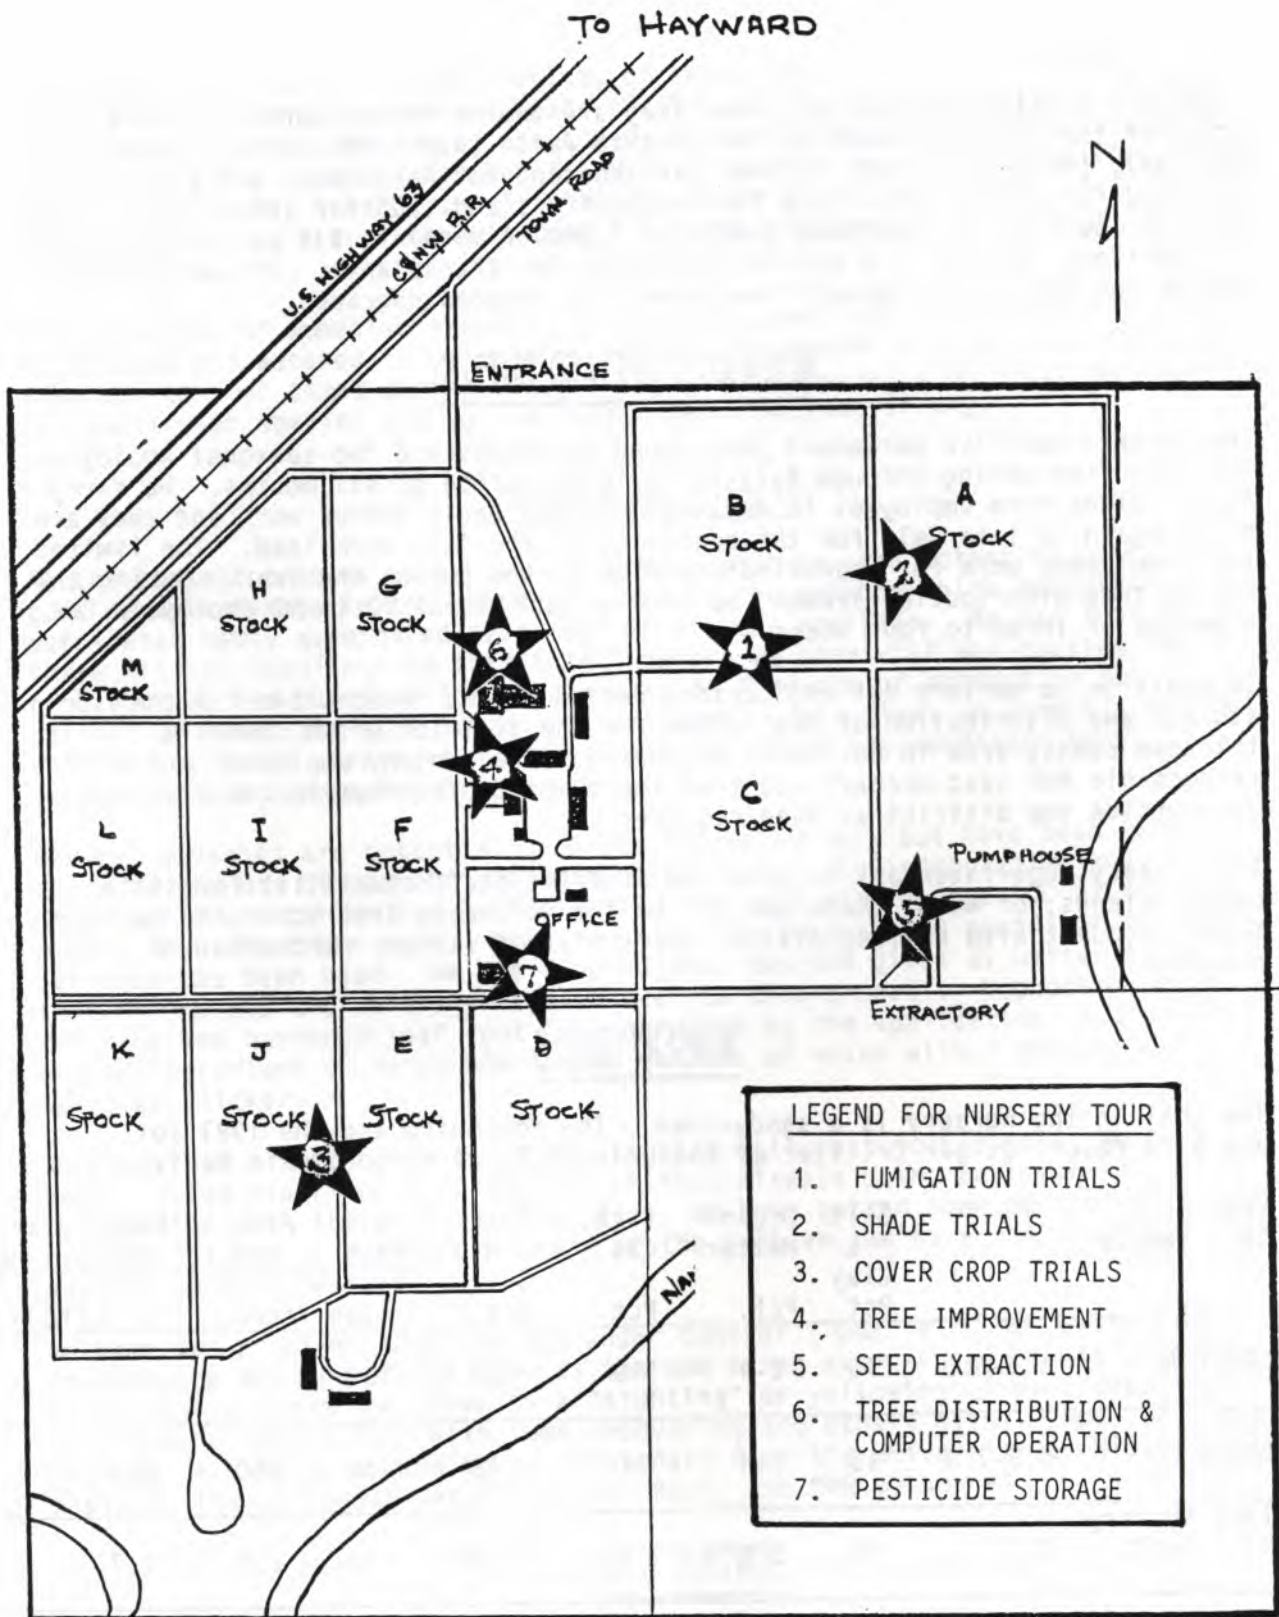 TO HAYWARD
U.S. HIGHWAY 63
C&NW R.R.
TOWN ROAD
N
ENTRANCE
B
STOCK
A
STOCK
2
1
H
STOCK
G
STOCK
6
M
STOCK
4
C
STOCK
L
STOCK
I
STOCK
F
STOCK
PUMPHOUSE
5
OFFICE
7
EXTRACTORY
K
STOCK
J
STOCK
E
STOCK
D
STOCK
3
LEGEND FOR NURSERY TOUR
1. FUMIGATION TRIALS
2. SHADE TRIALS
3. COVER CROP TRIALS
4. TREE IMPROVEMENT
5. SEED EXTRACTION
6. TREE DISTRIBUTION &
COMPUTER OPERATION
7. PESTICIDE STORAGE